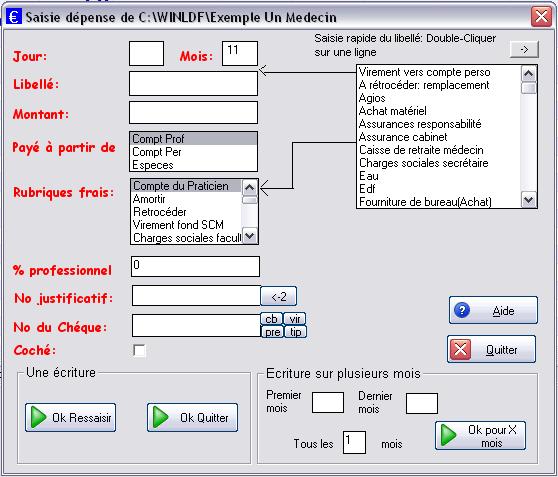 Saisie dépense de C:\WINLDF\Exemple Un Medecin
Jour:
Mois: 11
Saisie rapide du libellé: Double-Cliquer
sur une ligne
->
Libellé:
Montant:
Virement vers compte perso
A rétrocéder: remplacement
Agios
Achat matériel
Assurances responsabilité
Assurance cabinet
Caisse de retraite médecin
Charges sociales secrétaire
Eau
Edf
Fourniture de bureau(Achat)
Payé à partir de
Compt Prof
Compt Per
Especes
Rubriques frais:
Compte du Praticien
Amortir
Retrocéder
Virement fond SCM
Charges sociales facult
% professionnel
0
No justificatif:
<-2
No du Chéque:
cb vir
pre tip
Coché:
Aide
Quitter
Une écriture
Ok Ressaisir
Ok Quitter
Ecriture sur plusieurs mois
Premier
mois
Dernier
mois
Tous les 1 mois
Ok pour X
mois